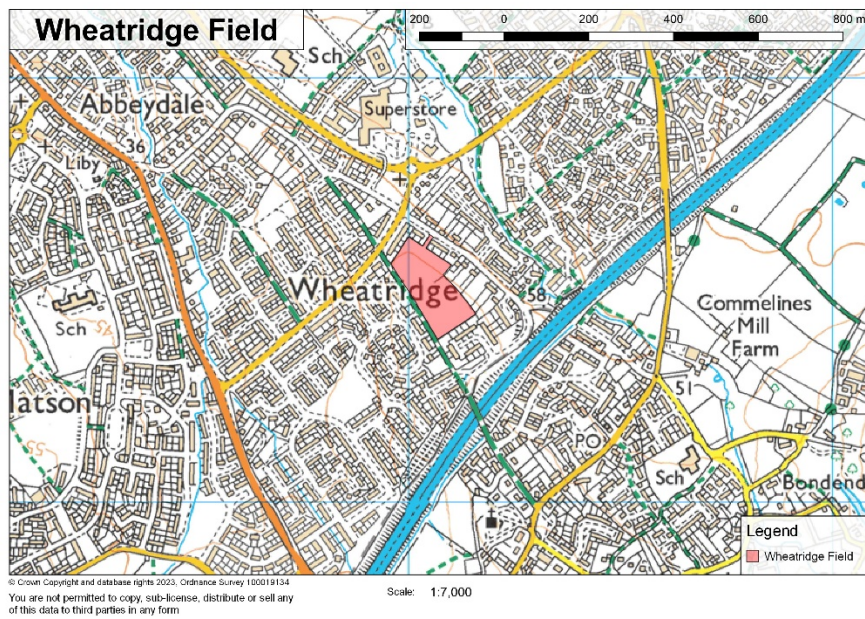 Wheatridge Field
200 0 200 400 600 800 m
Sch
Abbeydale
Superstore
36
Liby
Wheatridge
58
Commelines
Mill
Farm
Sch
45
Matson
51
55
PO
Sch
Bondend
Legend
Wheatridge Field
© Crown Copyright and database rights 2023, Ordnance Survey 100019134
Scale: 1:7,000
You are not permitted to copy, sub-license, distribute or sell any
of this data to third parties in any form